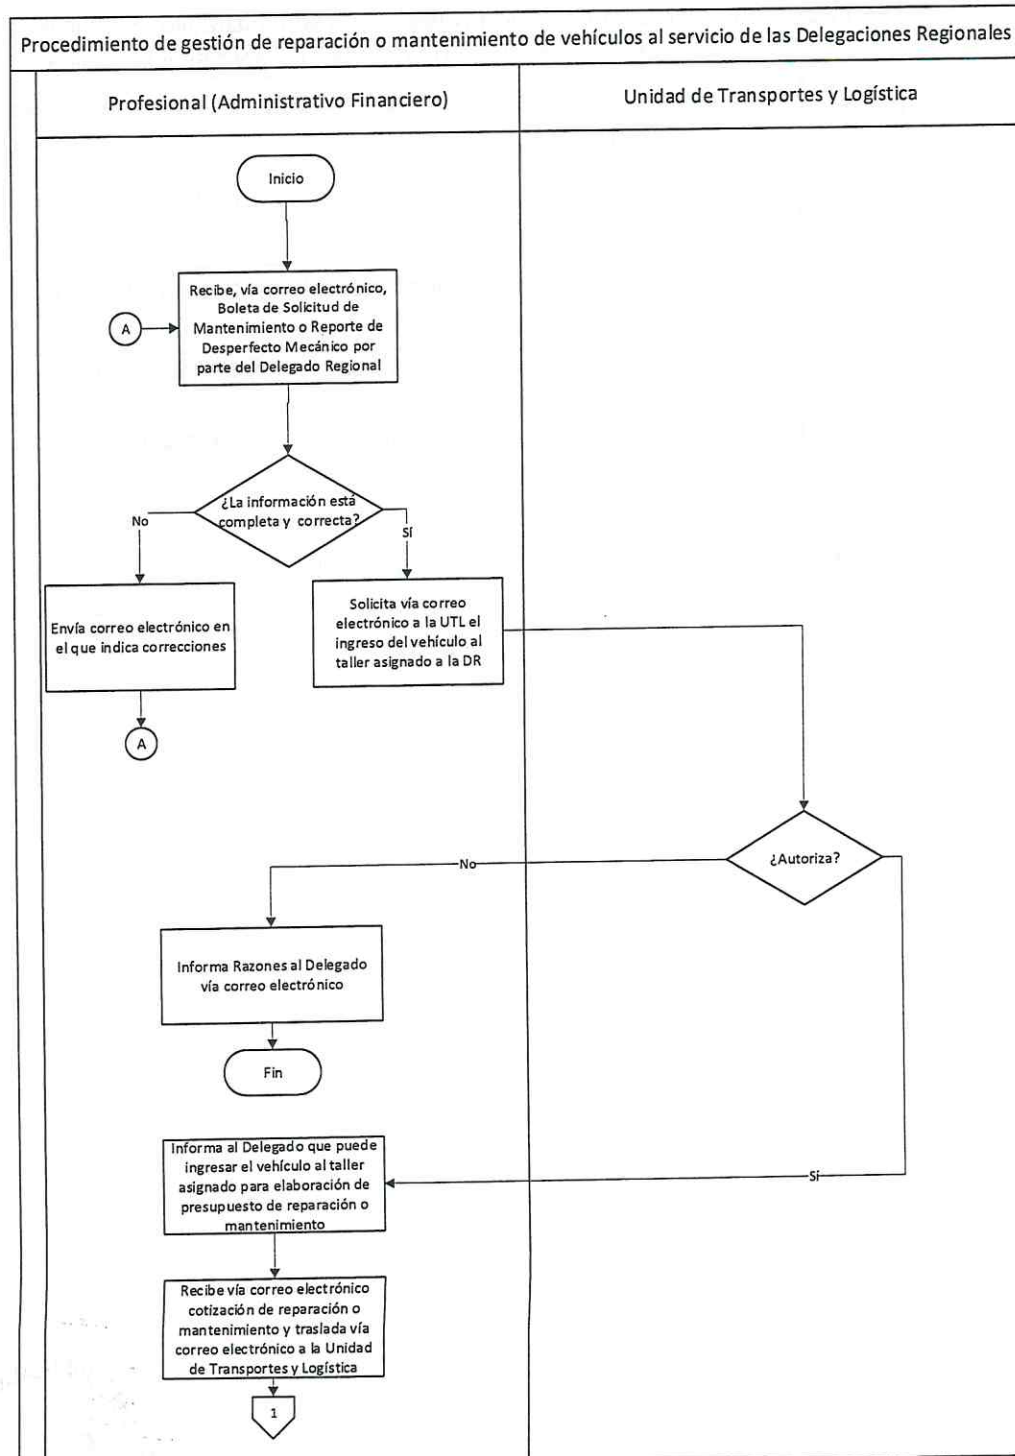 Procedimiento de gestión de reparación o mantenimiento de vehículos al servicio de las Delegaciones Regionales
Profesional (Administrativo Financiero)
Unidad de Transportes y Logística
Inicio
Recibe, vía correo electrónico,
Boleta de Solicitud de
Mantenimiento o Reporte de
Desperfecto Mecánico por
parte del Delegado Regional
A
¿La información está
completa y correcta?
No
Sí
Envía correo electrónico en
el que indica correcciones
Solicita vía correo
electrónico a la UTL el
ingreso del vehículo al
taller asignado a la DR
A
¿Autoriza?
No
Informa Razones al Delegado
vía correo electrónico
Fin
Informa al Delegado que puede
ingresar el vehículo al taller
asignado para elaboración de
presupuesto de reparación o
mantenimiento
Sí
Recibe vía correo electrónico
cotización de reparación o
mantenimiento y traslada vía
correo electrónico a la Unidad
de Transportes y Logística
1